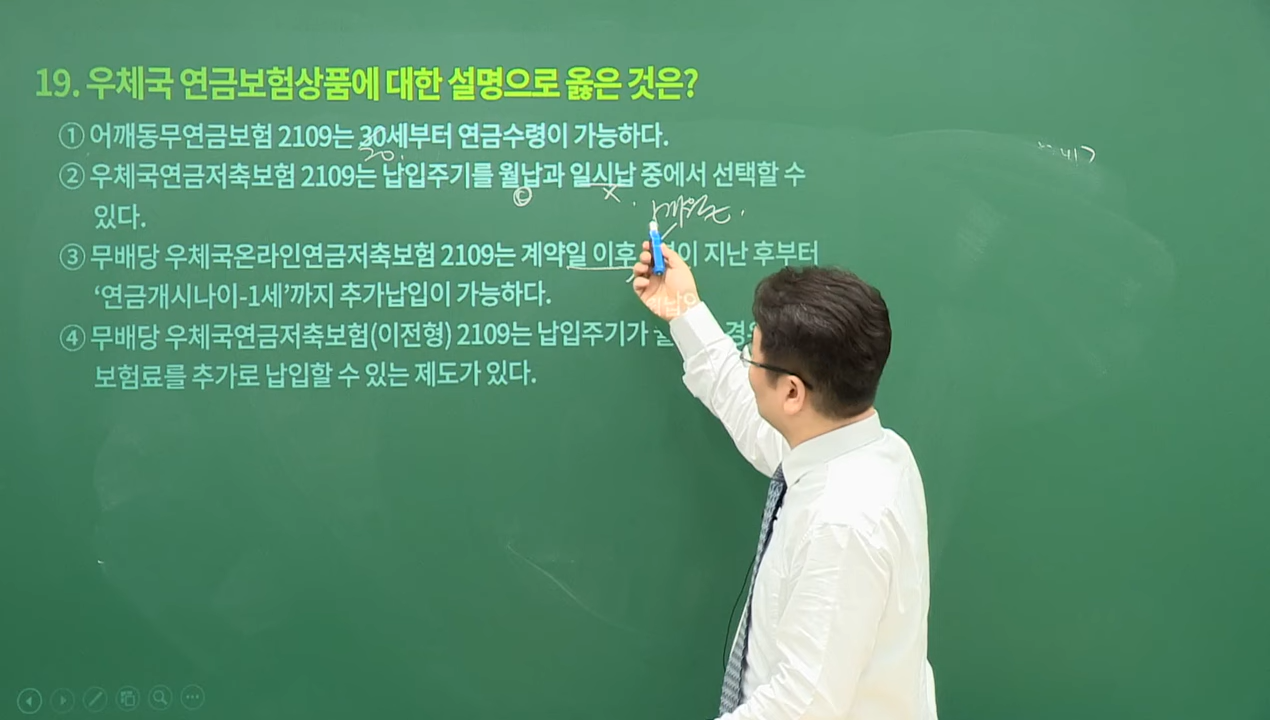 19. 우체국 연금보험상품에 대한 설명으로 옳은 것은?
① 어깨동무연금보험 2109는 30세부터 연금수령이 가능하다.
20.
② 우체국연금저축보험 2109는 납입주기를 월납과 일시납 중에서 선택할 수
있다.
③ 무배당 우체국온라인연금저축보험 2109는 계약일 이후 이 지난 후부터
‘연금개시나이-1세’까지 추가납입이 가능하다.
④ 무배당 우체국연금저축보험(이전형) 2109는 납입주기가
보험료를 추가로 납입할 수 있는 제도가 있다.